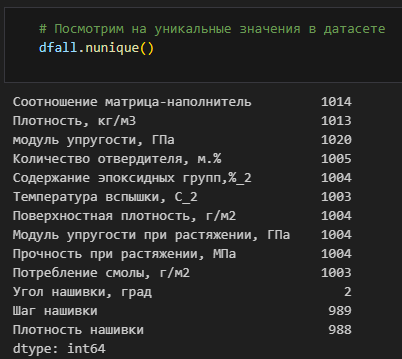 # Посмотрим на уникальные значения в датасете
dfall.nunique()
Соотношение матрица-наполнитель 1014
Плотность, кг/м3 1013
модуль упругости, ГПа 1020
Количество отвердителя, м.% 1005
Содержание эпоксидных групп,%_2 1004
Температура вспышки, С_2 1003
Поверхностная плотность, г/м2 1004
Модуль упругости при растяжении, ГПа 1004
Прочность при растяжении, МПа 1004
Потребление смолы, г/м2 1003
Угол нашивки, град 2
Шаг нашивки 989
Плотность нашивки 988
dtype: int64